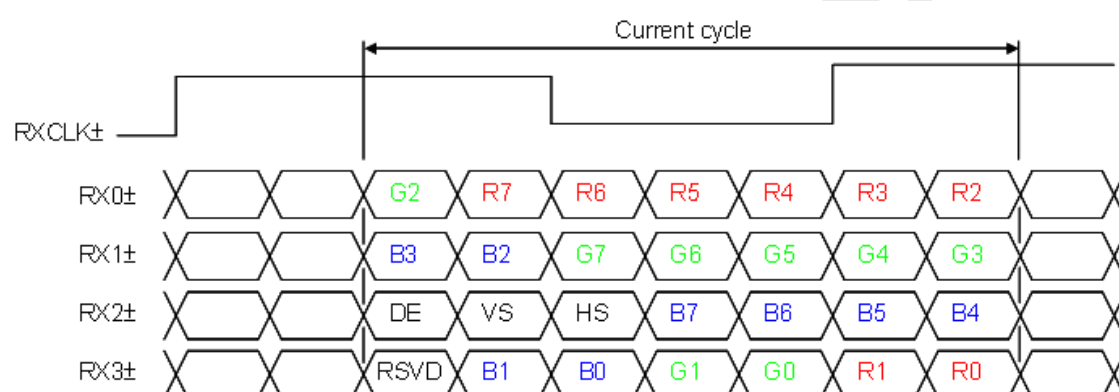 Current cycle
RXCLK±
RX0± G2 R7 R6 R5 R4 R3 R2
RX1± B3 B2 G7 G6 G5 G4 G3
RX2± DE VS HS B7 B6 B5 B4
RX3± RSVD B1 B0 G1 G0 R1 R0